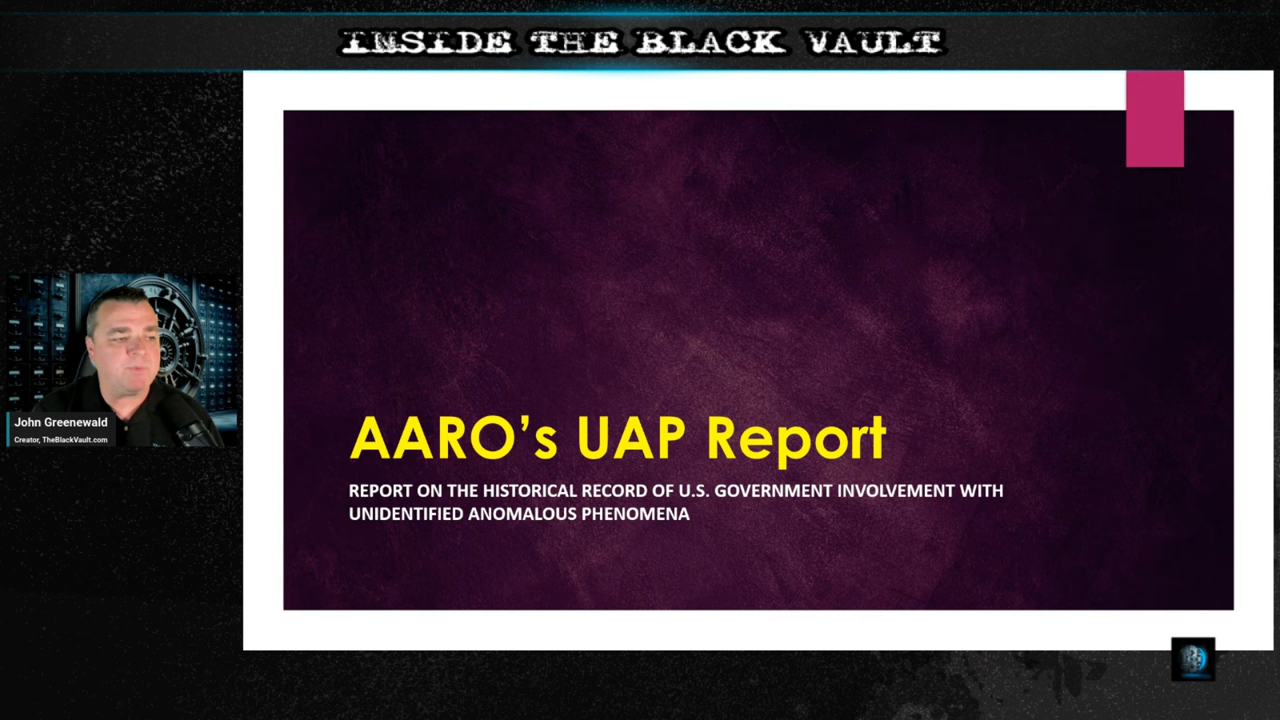 INSIDE THE BLACK VAULT
John Greenewald
Creator, TheBlackVault.com
AARO’s UAP Report
REPORT ON THE HISTORICAL RECORD OF U.S. GOVERNMENT INVOLVEMENT WITH
UNIDENTIFIED ANOMALOUS PHENOMENA